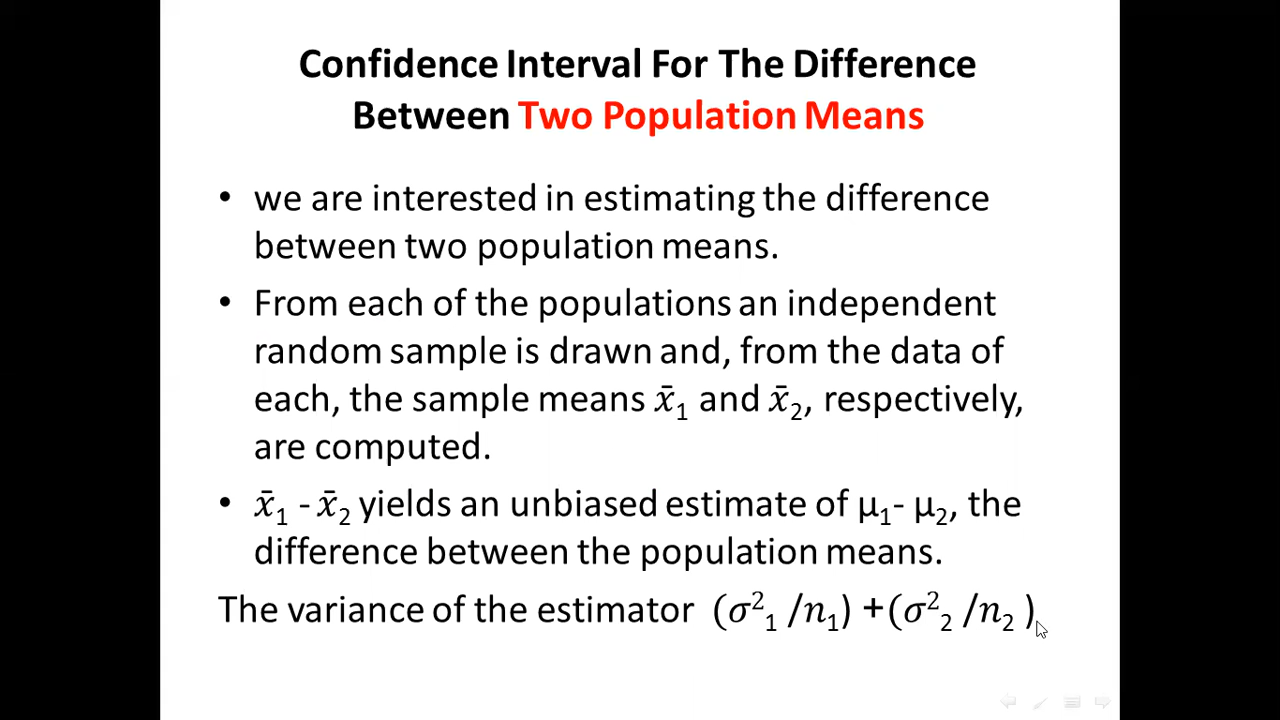 Confidence Interval For The Difference
Between Two Population Means
• we are interested in estimating the difference
between two population means.
• From each of the populations an independent
random sample is drawn and, from the data of
each, the sample means x̄₁ and x̄₂, respectively,
are computed.
• x̄₁ - x̄₂ yields an unbiased estimate of μ₁- μ₂, the
difference between the population means.
The variance of the estimator (σ²₁ /n₁) +(σ²₂ /n₂ )